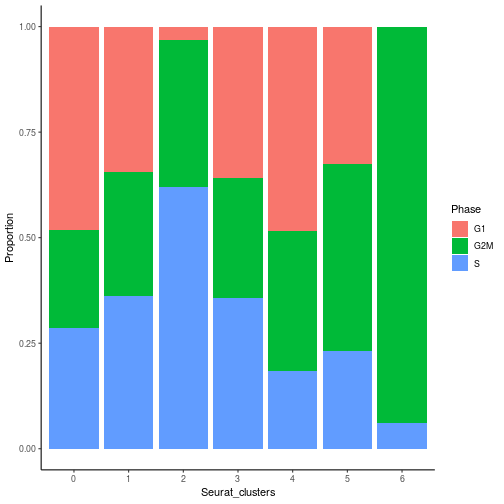 1.00
0.75
0.50
0.25
0.00
Proportion
0 1 2 3 4 5 6
Seurat_clusters
Phase
G1
G2M
S